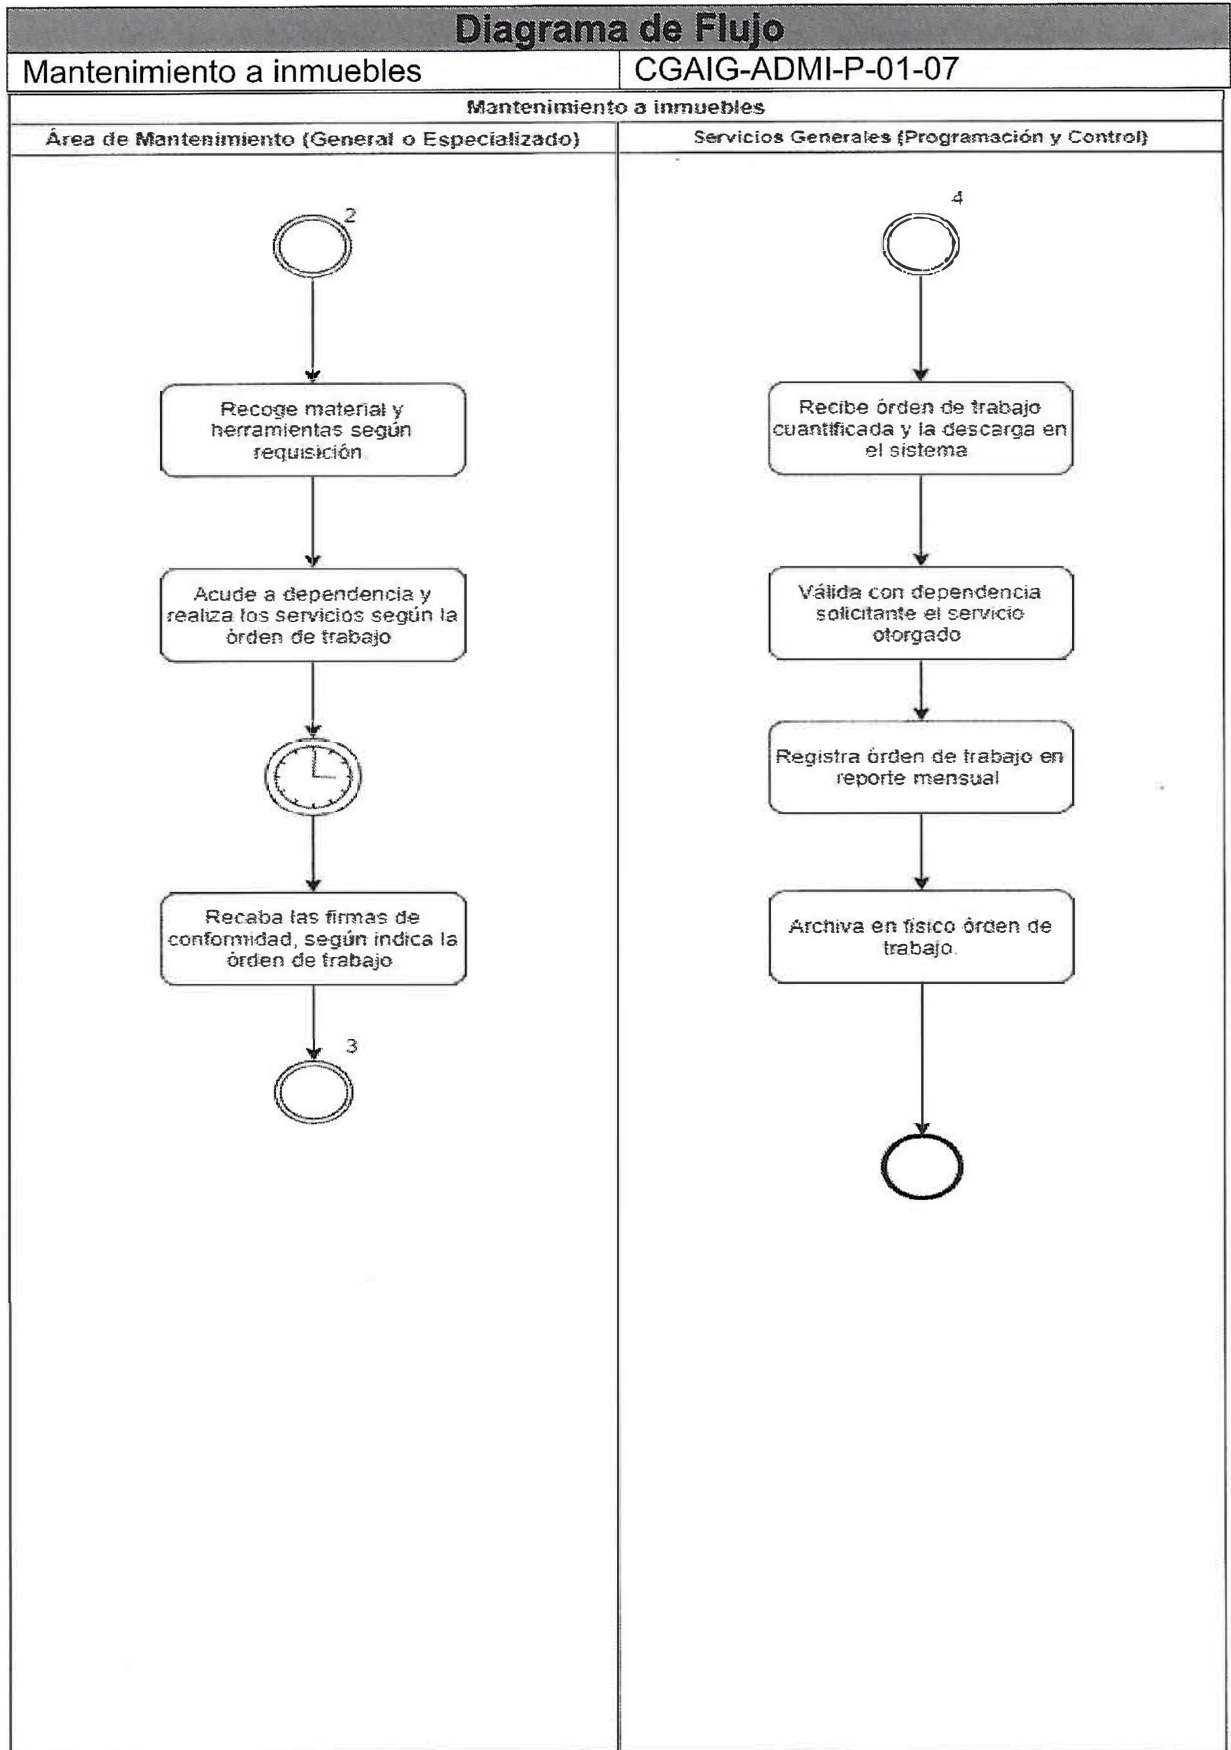 Diagrama de Flujo
Mantenimiento a inmuebles
CGAIG-ADMI-P-01-07
Mantenimiento a inmuebles
Área de Mantenimiento (General o Especializado)
Servicios Generales (Programación y Control)
2
Recoge material y
herramientas según
requisición.
Acude a dependencia y
realiza los servicios según la
órden de trabajo
Recaba las firmas de
conformidad, según indica la
órden de trabajo
3
4
Recibe órden de trabajo
cuantificada y la descarga en
el sistema
Válida con dependencia
solicitante el servicio
otorgado
Registra órden de trabajo en
reporte mensual
Archiva en físico órden de
trabajo.